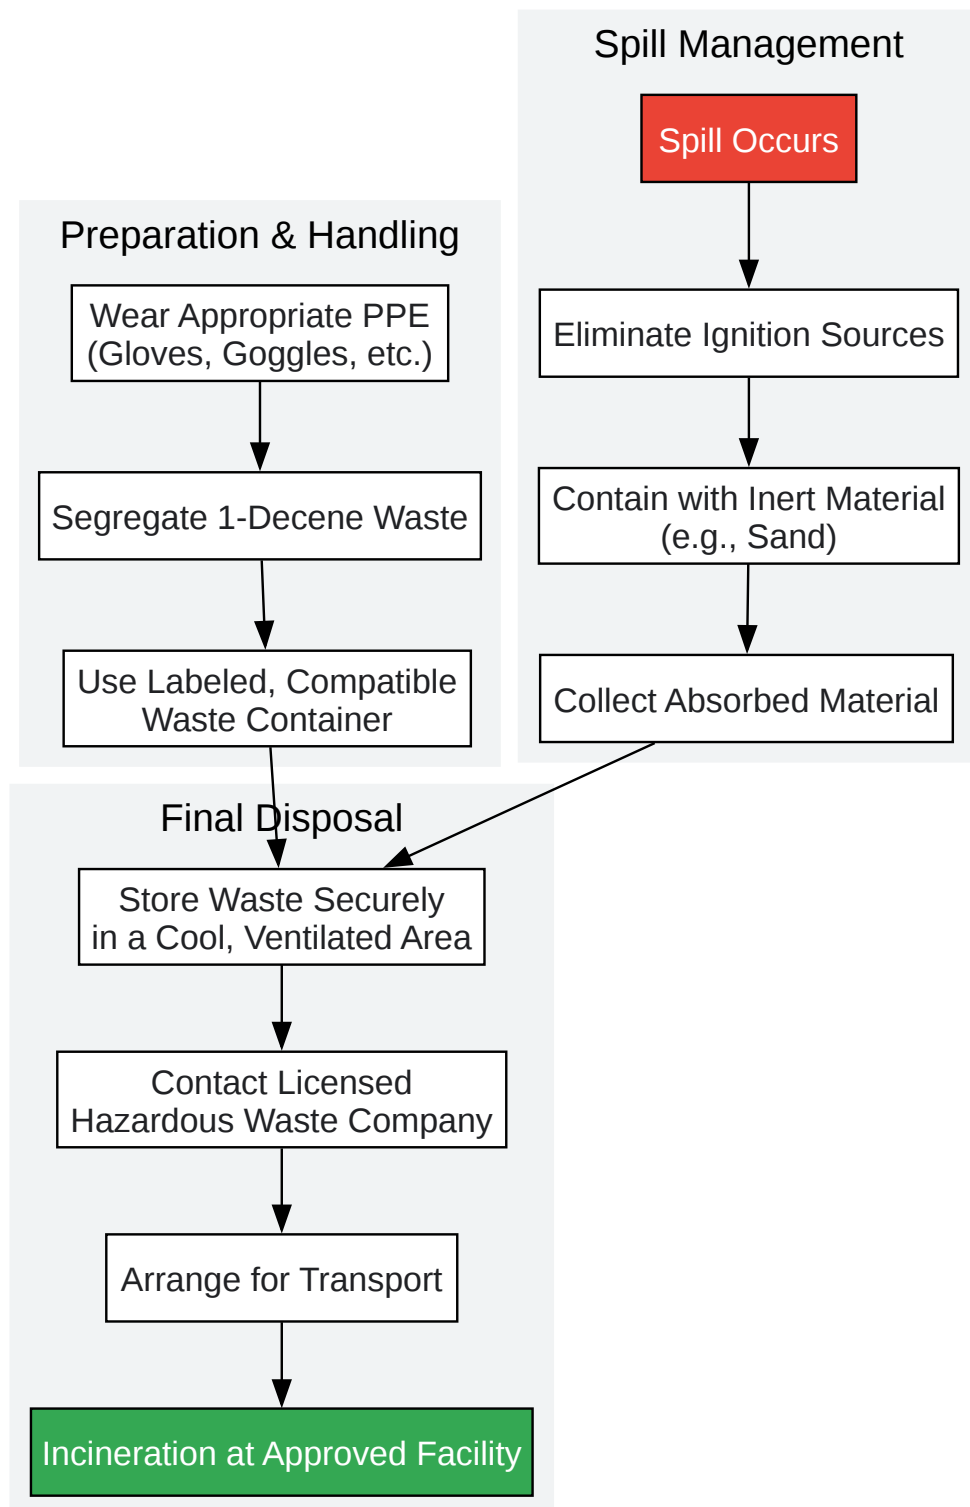 Spill Management
Spill Occurs
Eliminate Ignition Sources
Contain with Inert Material
(e.g., Sand)
Collect Absorbed Material
Preparation & Handling
Wear Appropriate PPE
(Gloves, Goggles, etc.)
Segregate 1-Decene Waste
Use Labeled, Compatible
Waste Container
Final Disposal
Store Waste Securely
in a Cool, Ventilated Area
Contact Licensed
Hazardous Waste Company
Arrange for Transport
Incineration at Approved Facility